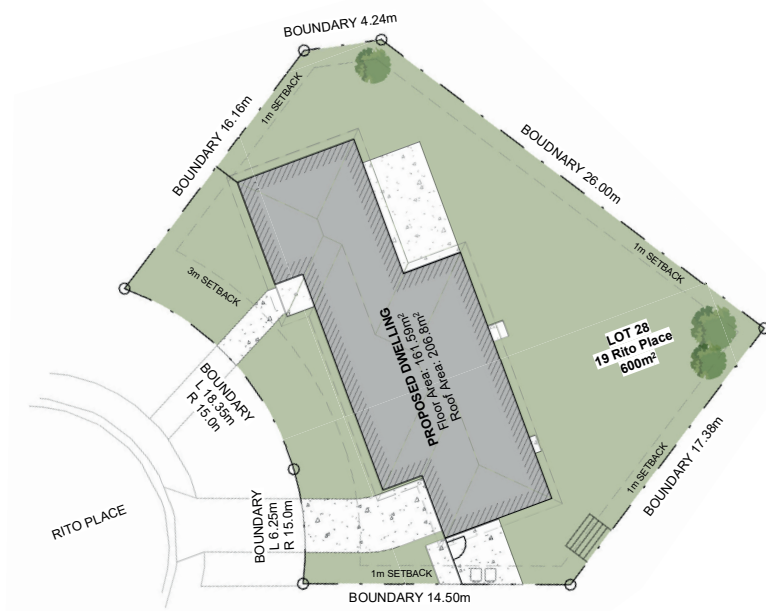 BOUNDARY 4.24m
1m SETBACK
BOUNDARY 16.16m
BOUDNARY 26.00m
1m SETBACK
3m SETBACK
PROPOSED DWELLING
Floor Area: 161.59m²
Roof Area: 206.8m²
LOT 28
19 Rito Place
600m²
BOUNDARY
L 18.35m
R 15.0n
1m SETBACK
BOUNDARY 17.38m
RITO PLACE
BOUNDARY
L 6.25m
R 15.0m
1m SETBACK
BOUNDARY 14.50m